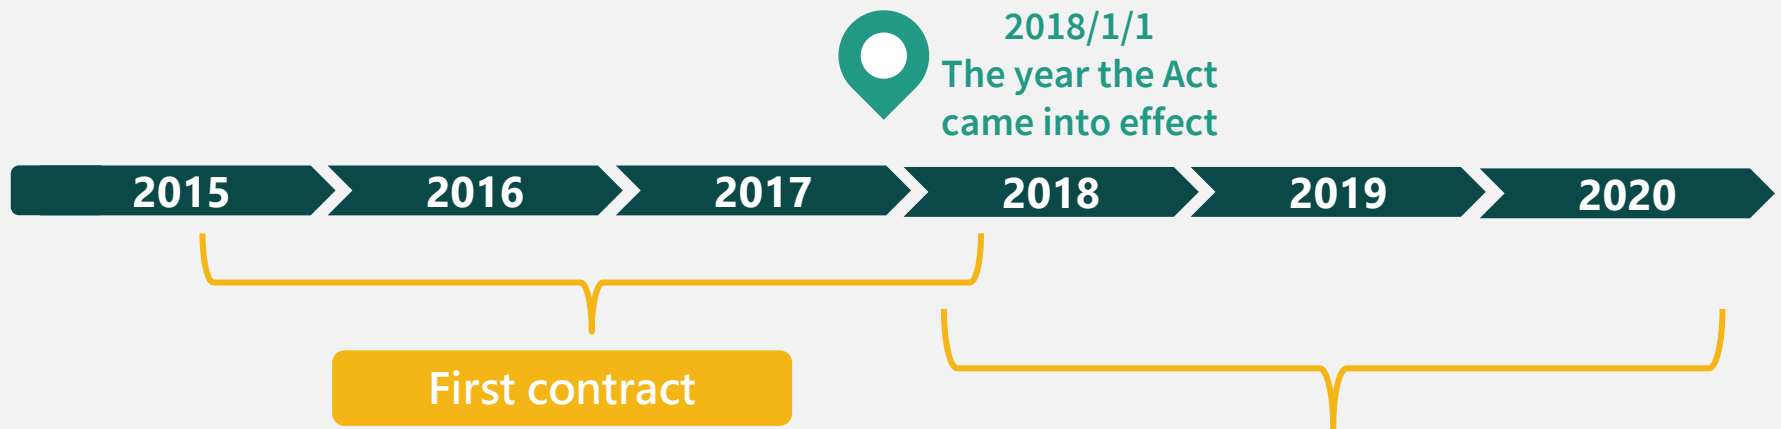 2018/1/1
The year the Act
came into effect
2015 2016 2017 2018 2019 2020
First contract